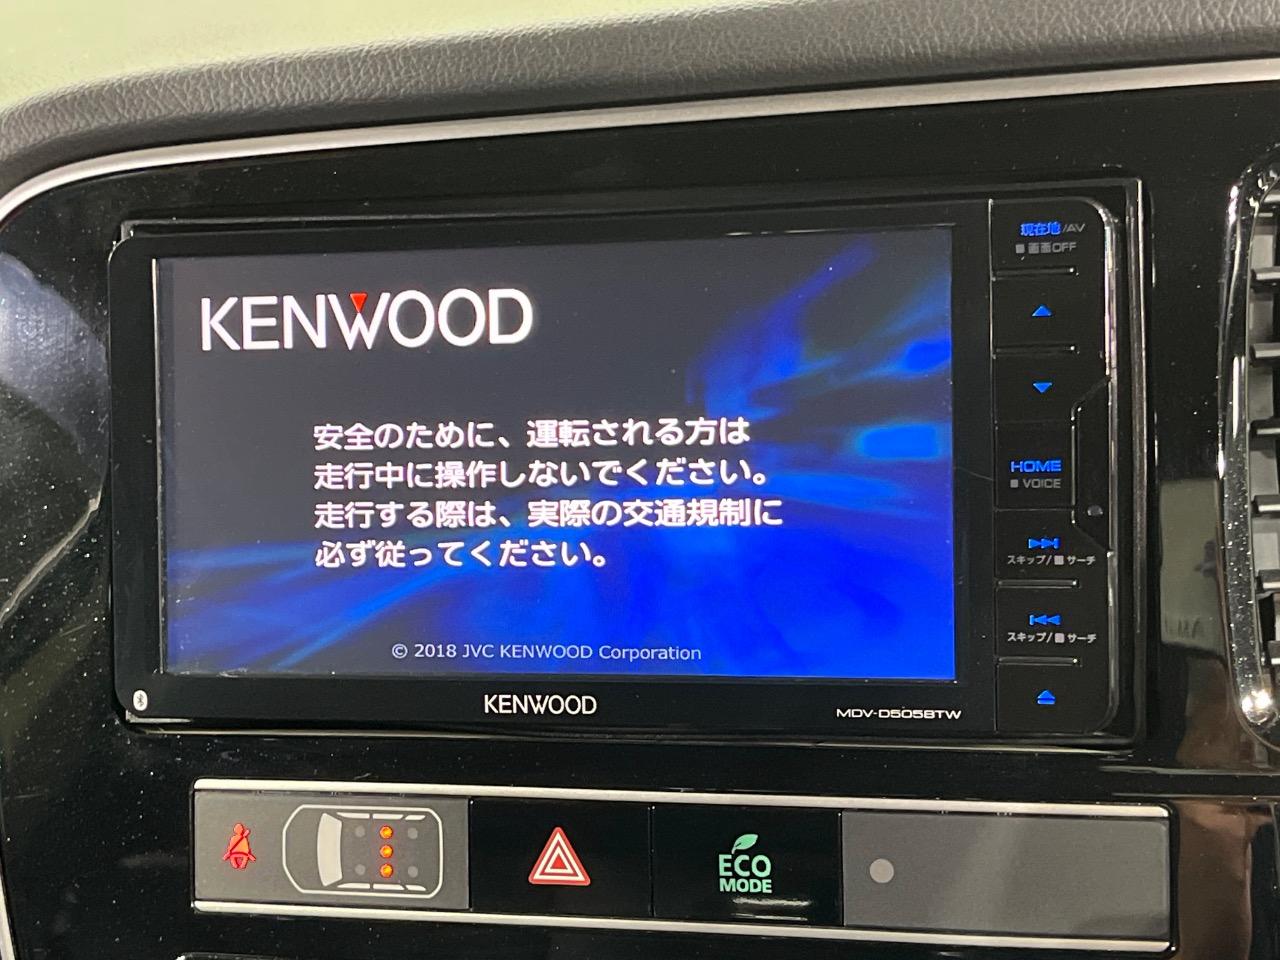 KENWOOD
安全のために、運転される方は
走行中に操作しないでください。
走行する際は、実際の交通規制に
必ず従ってください。
© 2018 JVC KENWOOD Corporation
KENWOOD
MDV-D505BTW
現在地/AV
■ 画面OFF
HOME
■ VOICE
スキップ/■サーチ
スキップ/■サーチ
ECO
MODE